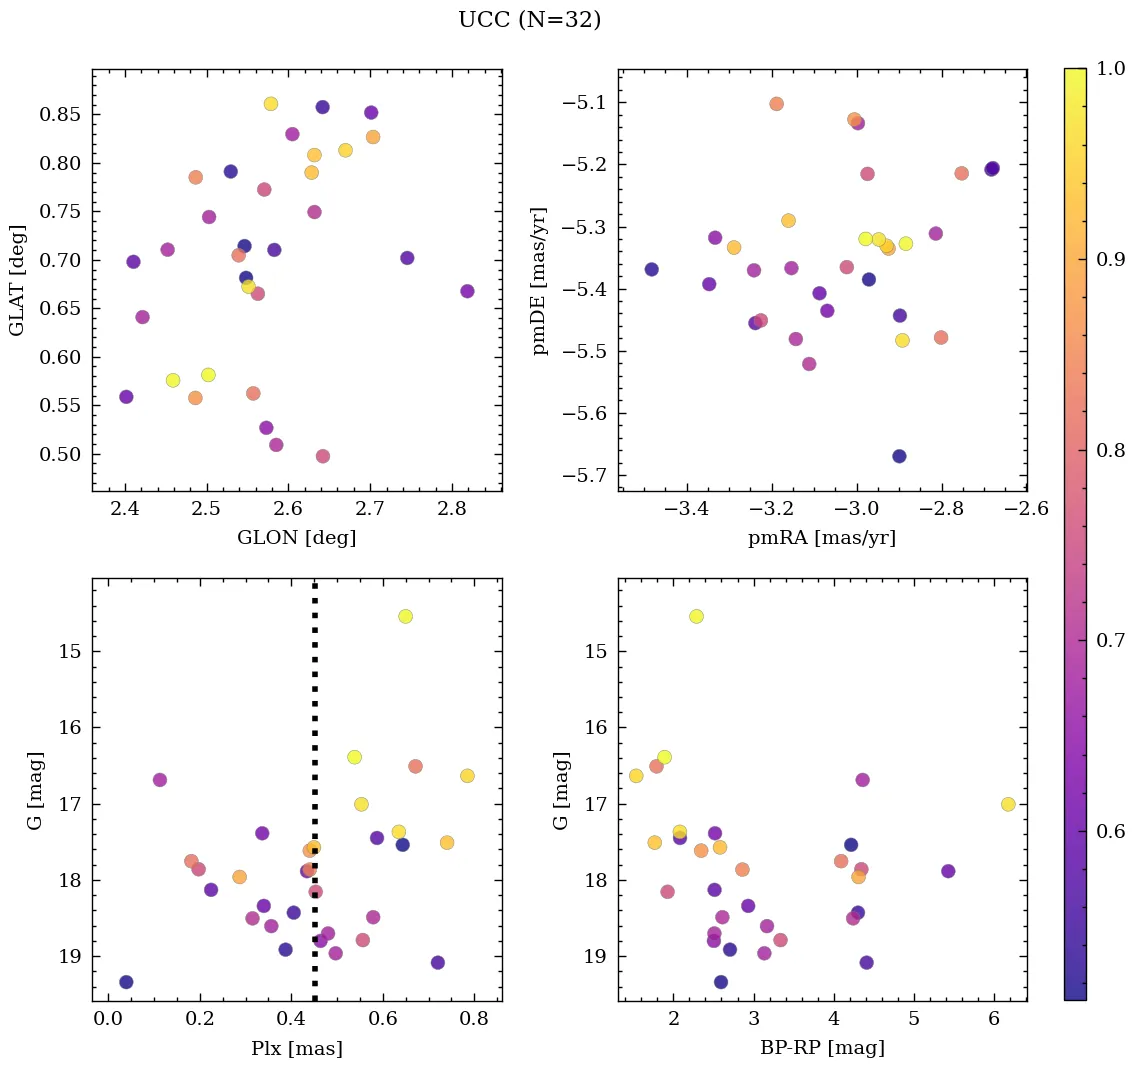 UCC (N=32)
0.85
0.80
0.75
0.70
0.65
0.60
0.55
0.50
GLAT [deg]
2.4 2.5 2.6 2.7 2.8
GLON [deg]
−5.1
−5.2
−5.3
−5.4
−5.5
−5.6
−5.7
pmDE [mas/yr]
−3.4 −3.2 −3.0 −2.8 −2.6
pmRA [mas/yr]
15
16
17
18
19
G [mag]
0.0 0.2 0.4 0.6 0.8
Plx [mas]
15
16
17
18
19
G [mag]
2 3 4 5 6
BP-RP [mag]
1.0
0.9
0.8
0.7
0.6